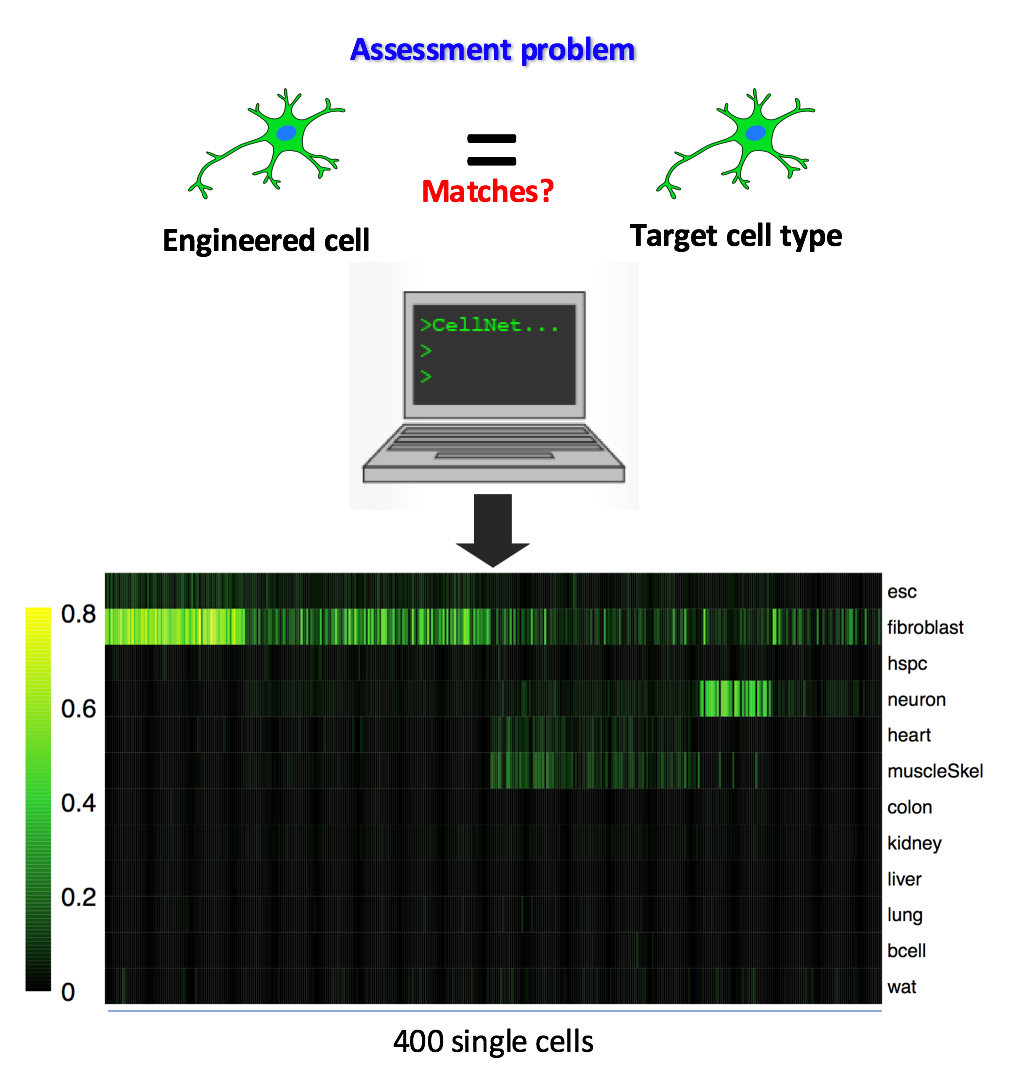 Assessment problem
Matches?
Engineered cell
Target cell type
>CellNet...
>
>
0.8
0.6
0.4
0.2
0
esc
fibroblast
hspc
neuron
heart
muscleSkel
colon
kidney
liver
lung
bcell
wat
400 single cells